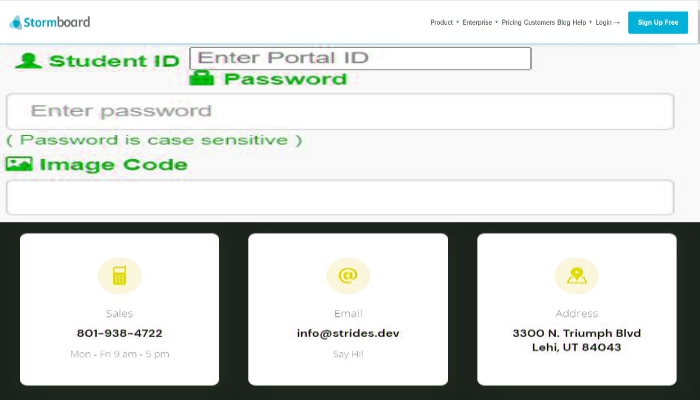 Stormboard
Product Enterprise Pricing Customers Blog Help Login → Sign Up Free
Student ID Enter Portal ID
Password
Enter password
( Password is case sensitive )
Image Code
Sales
801-938-4722
Mon - Fri 9 am - 5 pm
Email
info@strides.dev
Say Hi!
Address
3300 N. Triumph Blvd
Lehi, UT 84043